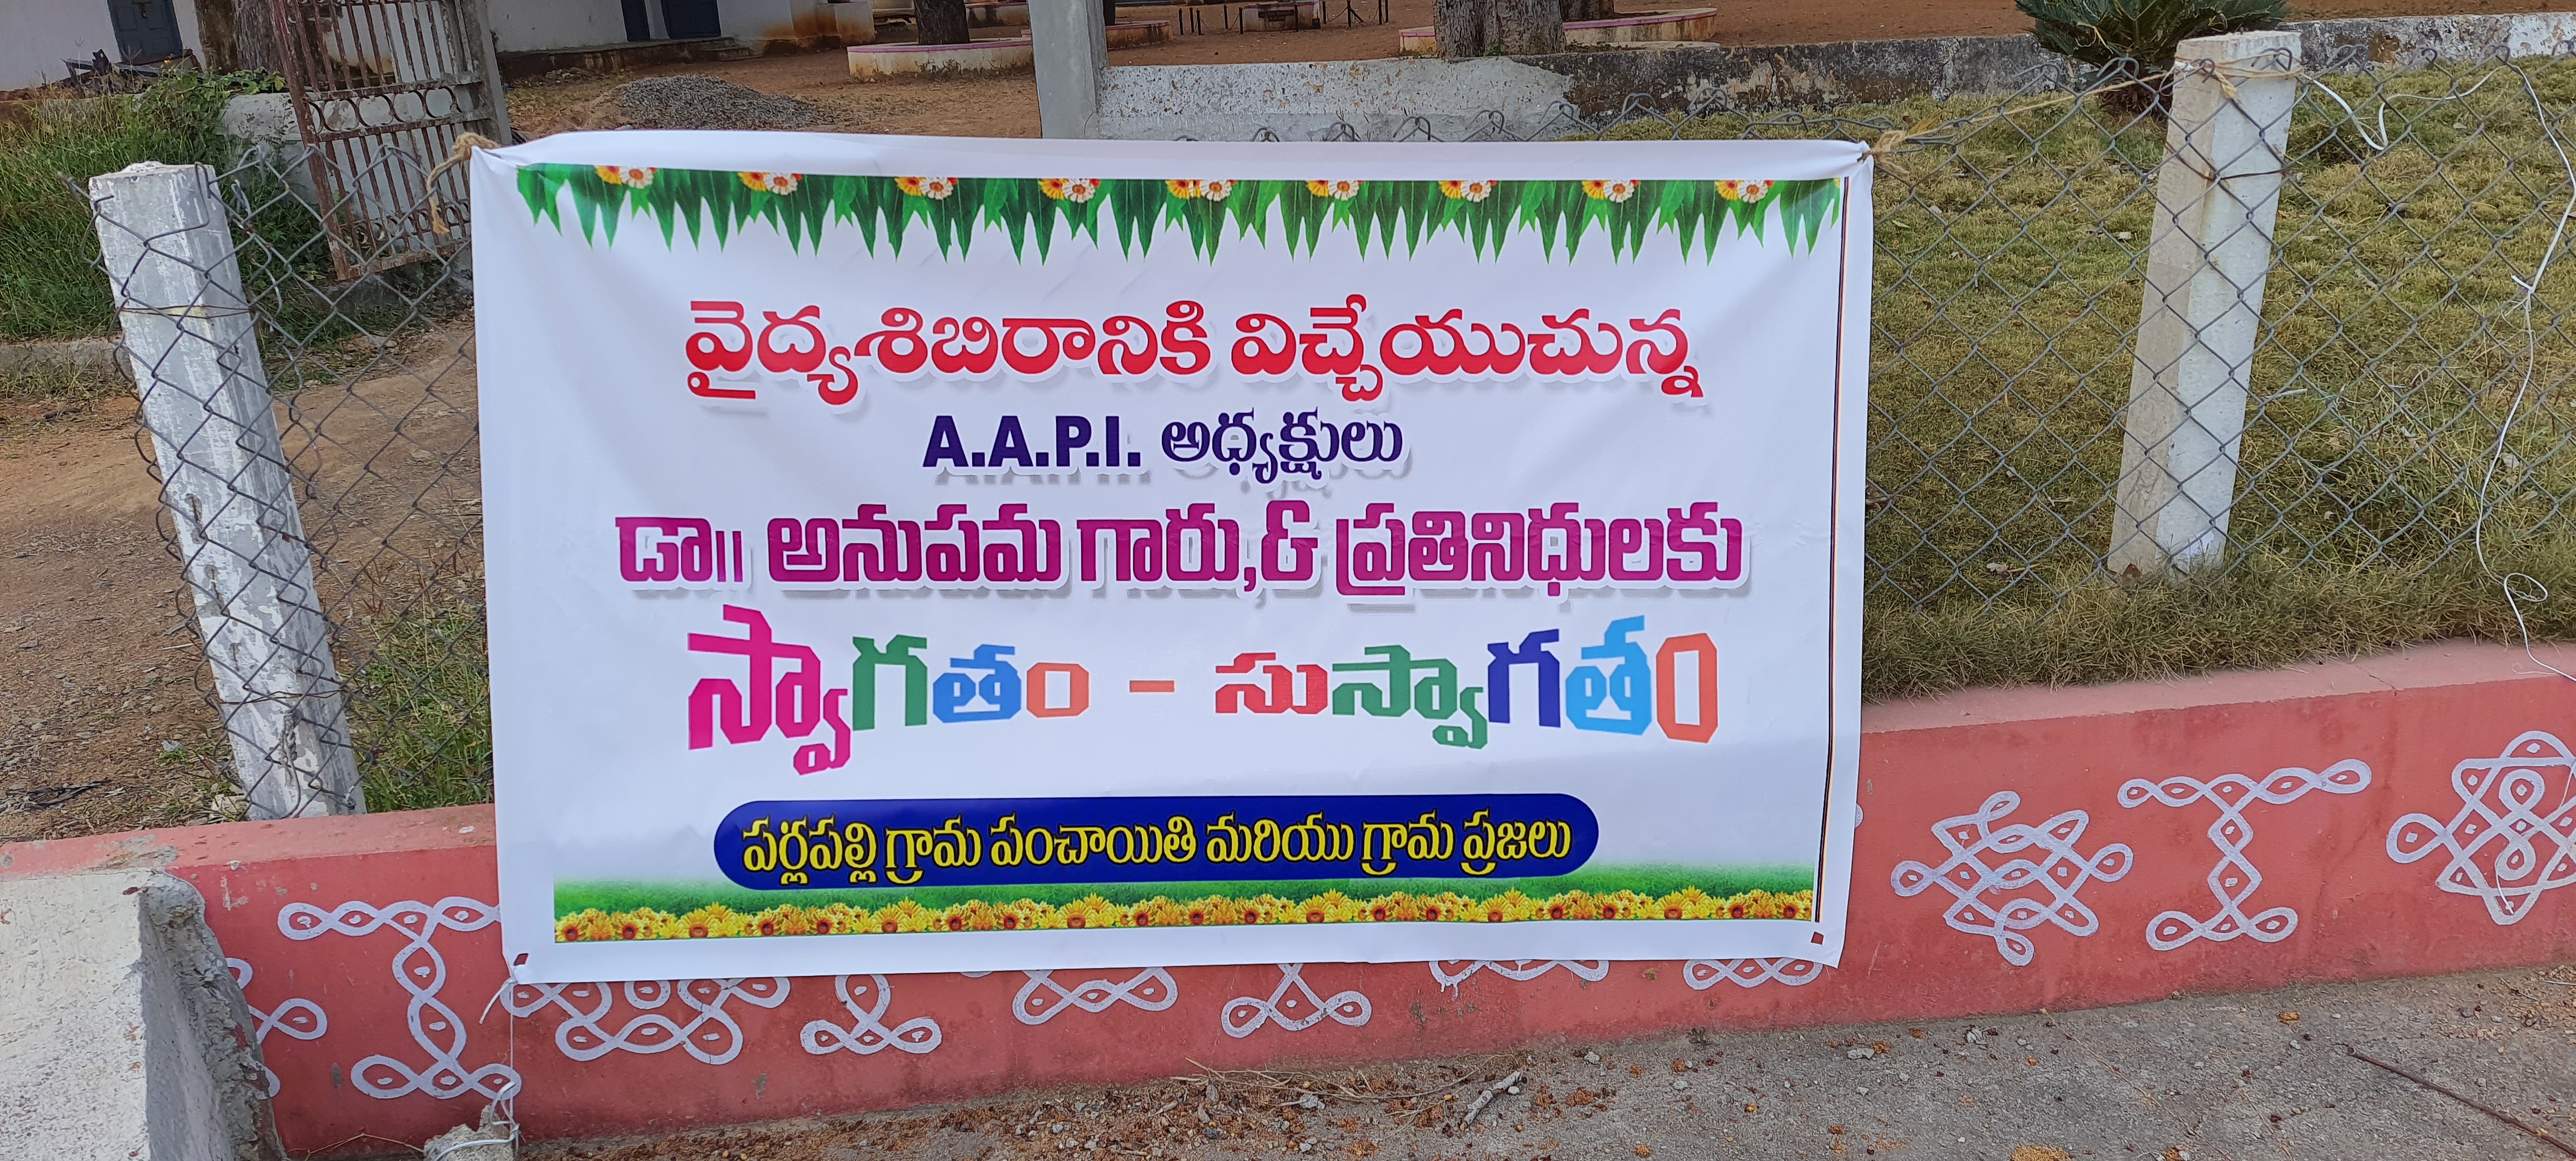 వైద్యశిబిరానికి విచ్చేయుచున్న
A.A.P.I. అధ్యక్షులు
డా॥ అనుపమ గారు,& ప్రతినిధులకు
స్వాగతం - సుస్వాగతం
పర్లపల్లి గ్రామ పంచాయితి మరియు గ్రామ ప్రజలు